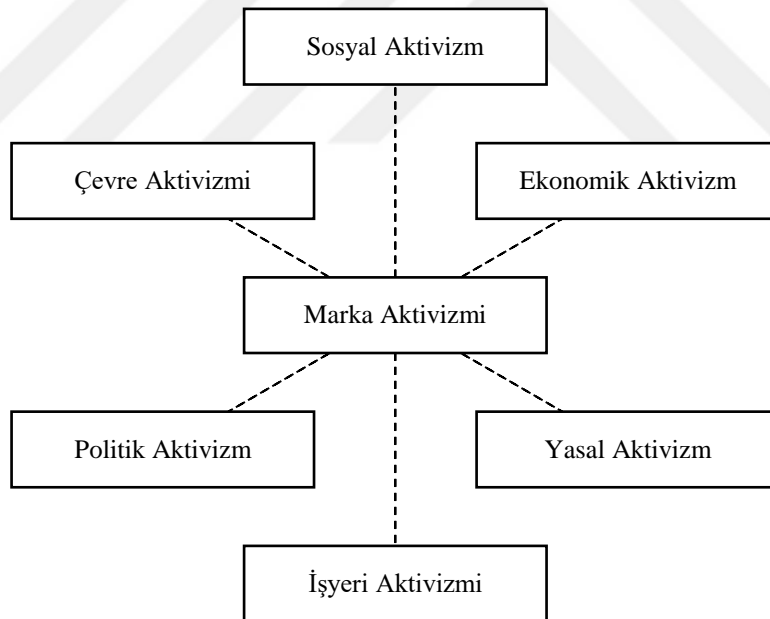 Sosyal Aktivizm
Çevre Aktivizmi
Ekonomik Aktivizm
Marka Aktivizmi
Politik Aktivizm
Yasal Aktivizm
İşyeri Aktivizmi